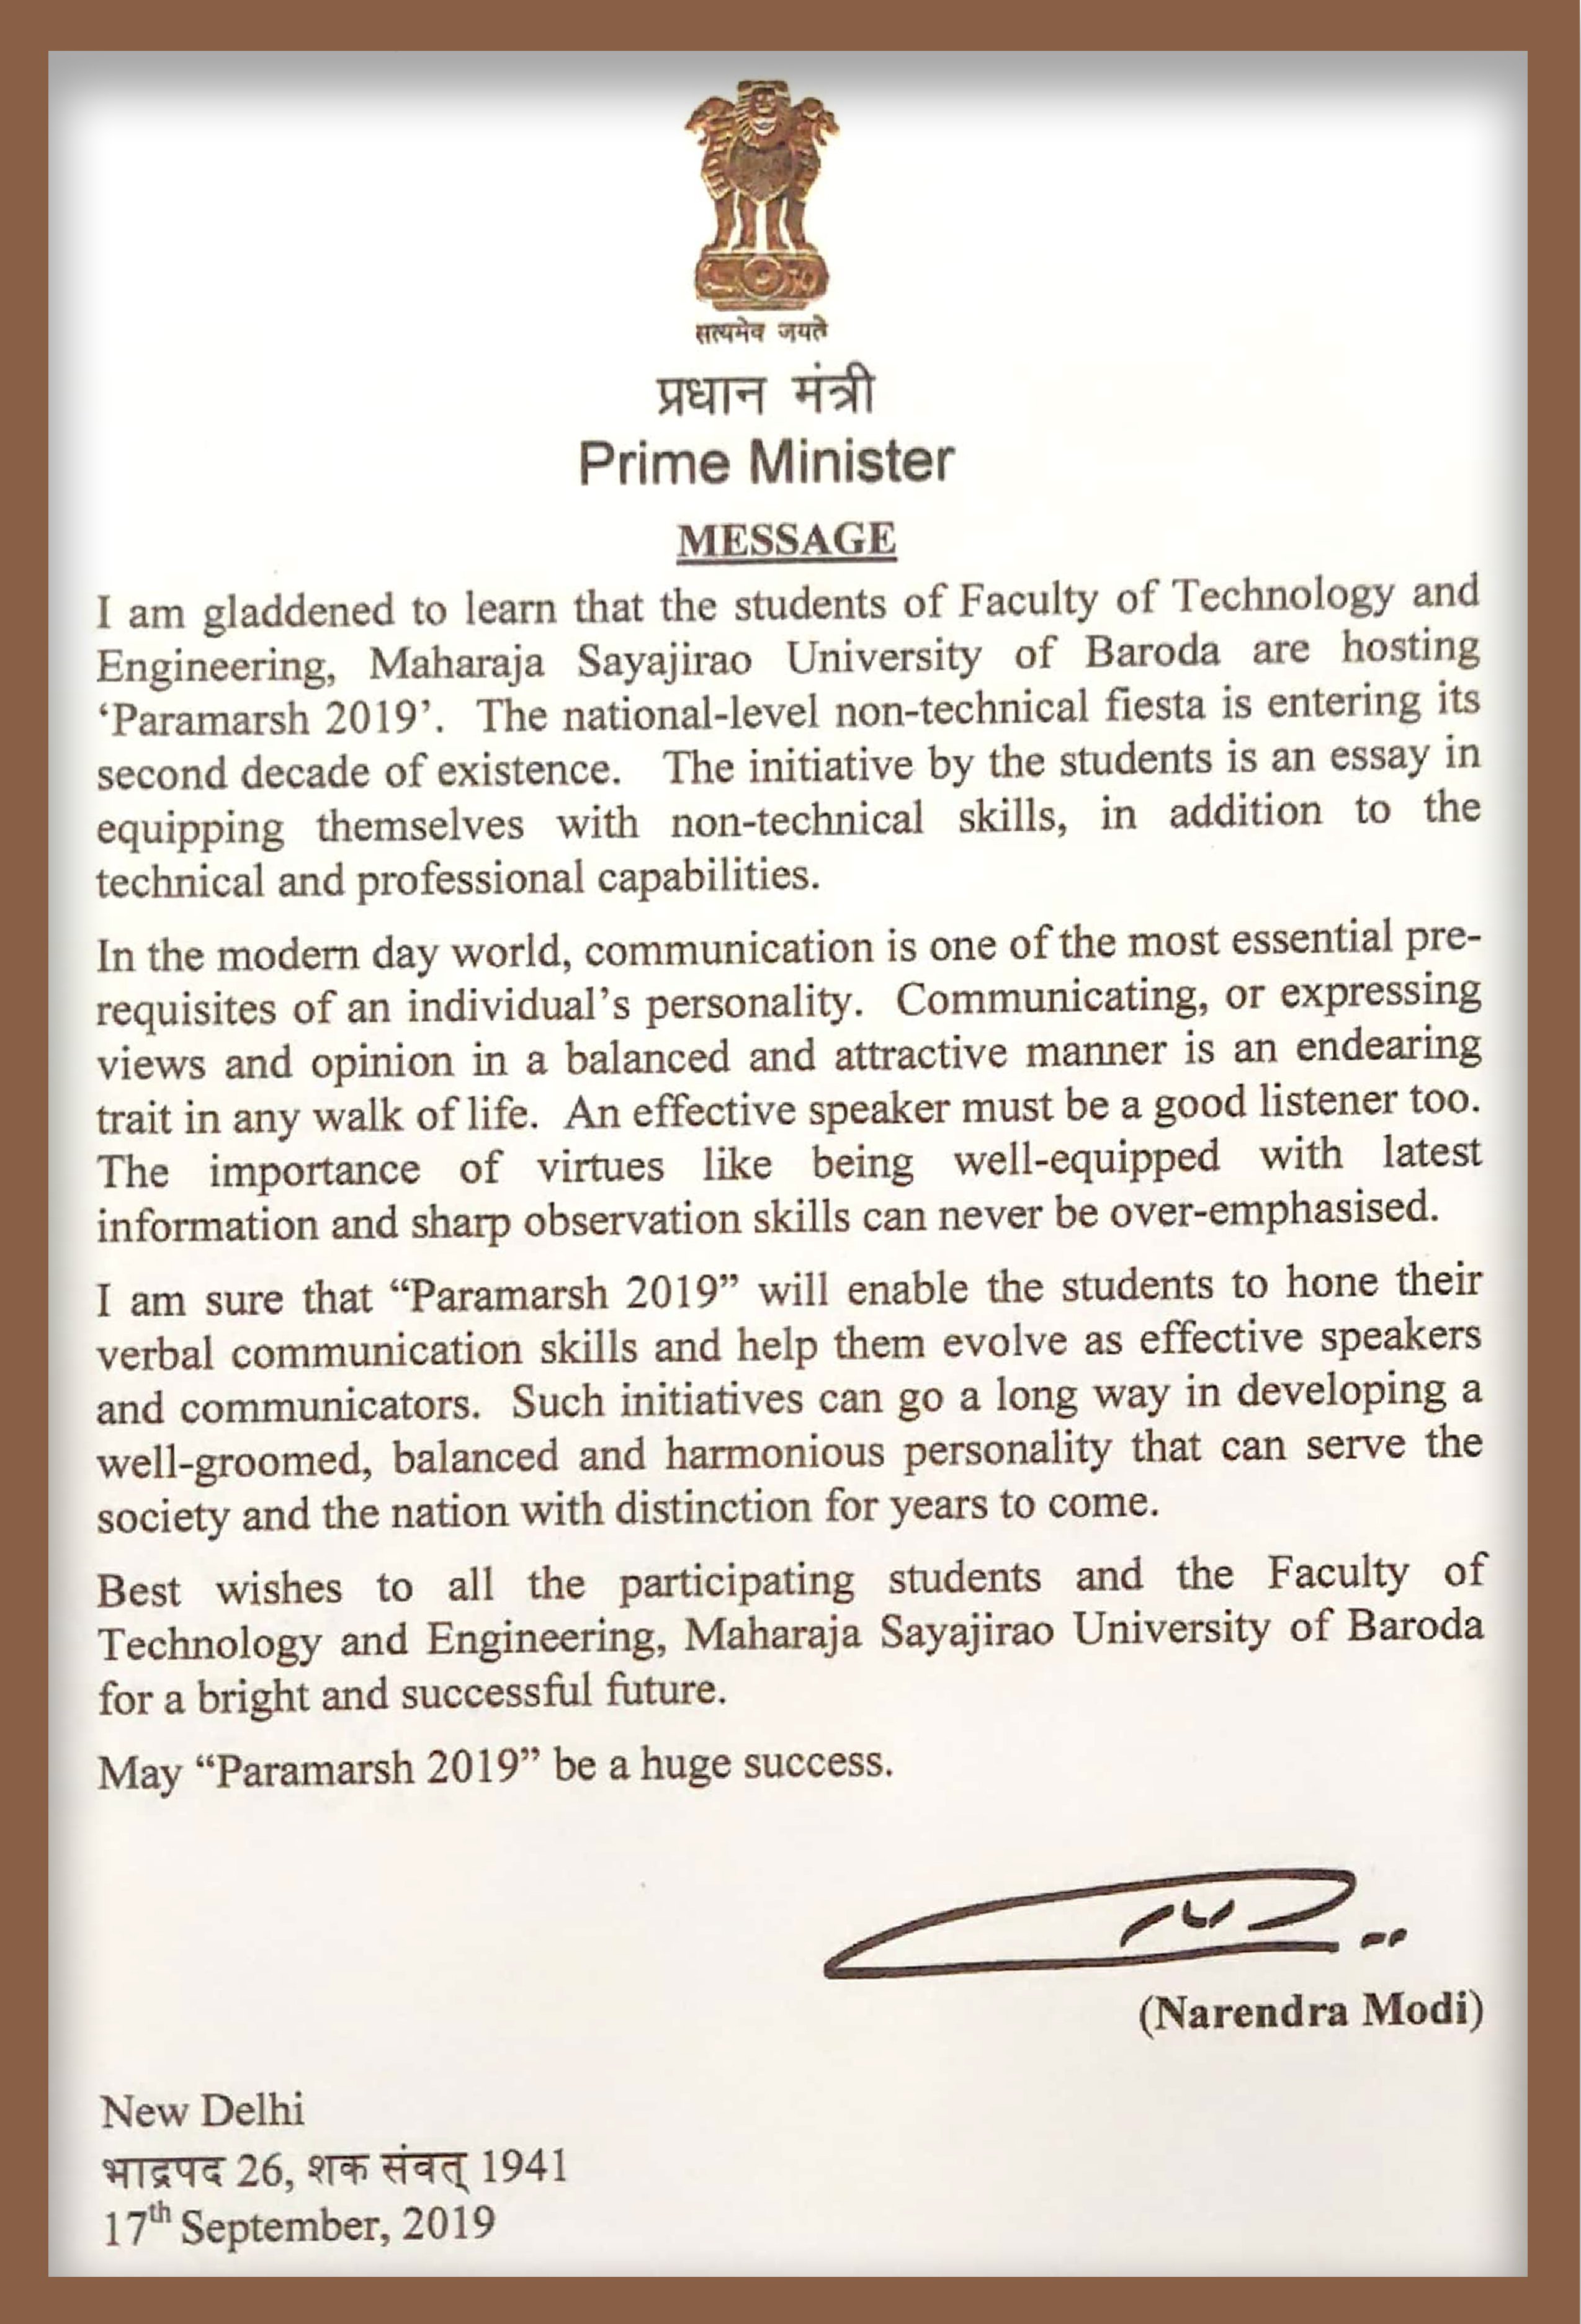 सत्यमेव जयते
प्रधान मंत्री
Prime Minister
MESSAGE
I am gladdened to learn that the students of Faculty of Technology and
Engineering, Maharaja Sayajirao University of Baroda are hosting
‘Paramarsh 2019’. The national-level non-technical fiesta is entering its
second decade of existence. The initiative by the students is an essay in
equipping themselves with non-technical skills, in addition to the
technical and professional capabilities.
In the modern day world, communication is one of the most essential pre-
requisites of an individual’s personality. Communicating, or expressing
views and opinion in a balanced and attractive manner is an endearing
trait in any walk of life. An effective speaker must be a good listener too.
The importance of virtues like being well-equipped with latest
information and sharp observation skills can never be over-emphasised.
I am sure that “Paramarsh 2019” will enable the students to hone their
verbal communication skills and help them evolve as effective speakers
and communicators. Such initiatives can go a long way in developing a
well-groomed, balanced and harmonious personality that can serve the
society and the nation with distinction for years to come.
Best wishes to all the participating students and the Faculty of
Technology and Engineering, Maharaja Sayajirao University of Baroda
for a bright and successful future.
May “Paramarsh 2019” be a huge success.
(Narendra Modi)
New Delhi
भाद्रपद 26, शक संवत् 1941
17th September, 2019